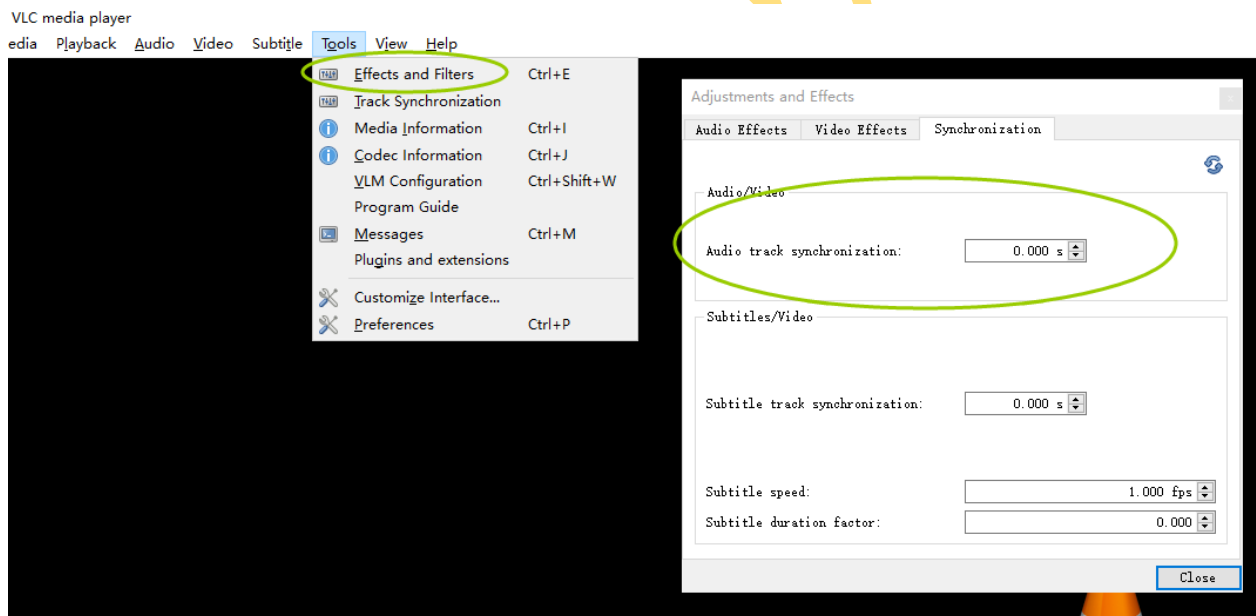 VLC media player
edia Playback Audio Video Subtitle Tools View Help
Effects and Filters Ctrl+E
Track Synchronization
Media Information Ctrl+I
Codec Information Ctrl+J
VLM Configuration Ctrl+Shift+W
Program Guide
Messages Ctrl+M
Plugins and extensions
Customize Interface...
Preferences Ctrl+P
Adjustments and Effects
Audio Effects Video Effects Synchronization
Audio/Video
Audio track synchronization: 0.000 s
Subtitles/Video
Subtitle track synchronization: 0.000 s
Subtitle speed: 1.000 fps
Subtitle duration factor: 0.000
Close